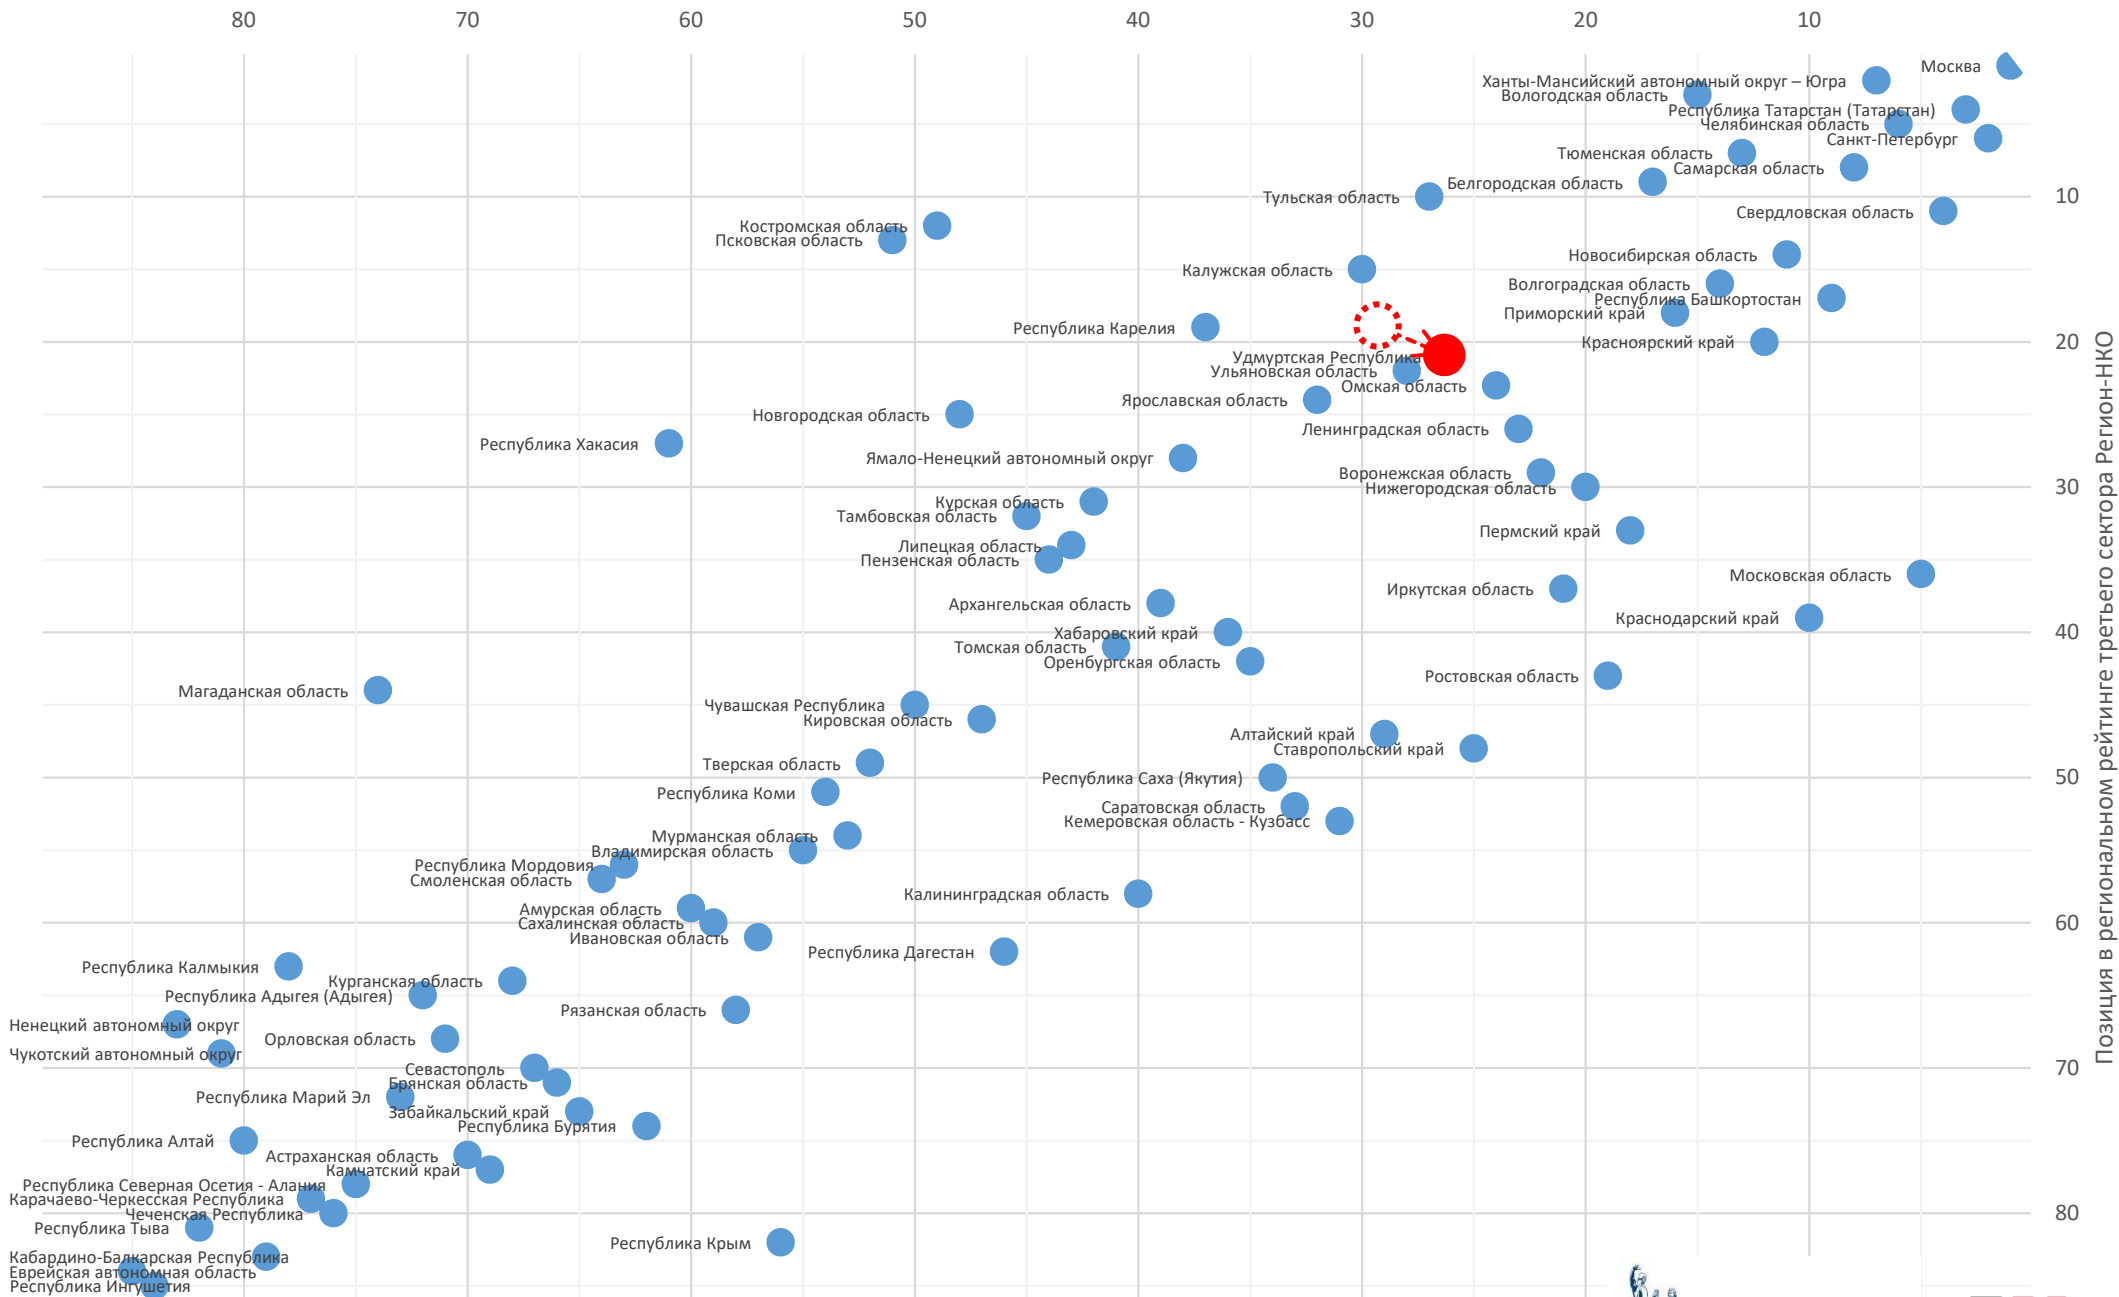 80 70 60 50 40 30 20 10
Москва
Ханты-Мансийский автономный округ – Югра
Вологодская область
Республика Татарстан (Татарстан)
Челябинская область
Санкт-Петербург
Тюменская область
Самарская область
Белгородская область
Тульская область
10
Свердловская область
Костромская область
Псковская область
Новосибирская область
Калужская область
Волгоградская область
Республика Башкортостан
Приморский край
Республика Карелия
Красноярский край
20
Удмуртская Республика
Ульяновская область
Омская область
Ярославская область
Новгородская область
Ленинградская область
Республика Хакасия
Ямало-Ненецкий автономный округ
Воронежская область
Нижегородская область
30
Курская область
Тамбовская область
Пермский край
Липецкая область
Пензенская область
Московская область
Иркутская область
Архангельская область
Краснодарский край
Хабаровский край
40
Томская область
Оренбургская область
Ростовская область
Магаданская область
Чувашская Республика
Кировская область
Алтайский край
Ставропольский край
Тверская область
Республика Саха (Якутия)
50
Республика Коми
Саратовская область
Кемеровская область - Кузбасс
Мурманская область
Владимирская область
Республика Мордовия
Смоленская область
Калининградская область
Амурская область
Сахалинская область
60
Ивановская область
Республика Дагестан
Республика Калмыкия
Курганская область
Республика Адыгея (Адыгея)
Рязанская область
Ненецкий автономный округ
Орловская область
Чукотский автономный округ
Севастополь
70
Брянская область
Республика Марий Эл
Забайкальский край
Республика Бурятия
Республика Алтай
Астраханская область
Камчатский край
Республика Северная Осетия - Алания
Карачаево-Черкесская Республика
Чеченская Республика
80
Республика Тыва
Республика Крым
Кабардино-Балкарская Республика
Еврейская автономная область
Республика Ингушетия
Позиция в региональном рейтинге третьего сектора Регион-НКО